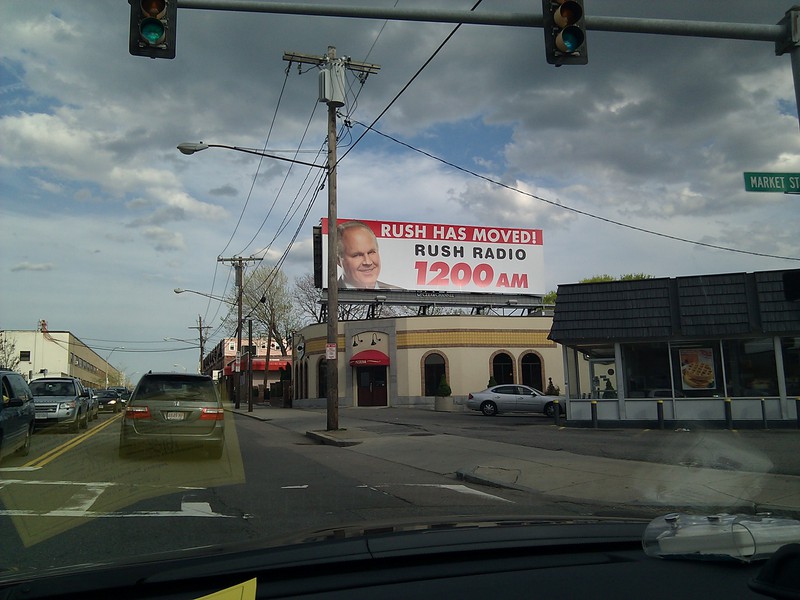 MARKET ST
RUSH HAS MOVED!
RUSH RADIO
1200 AM